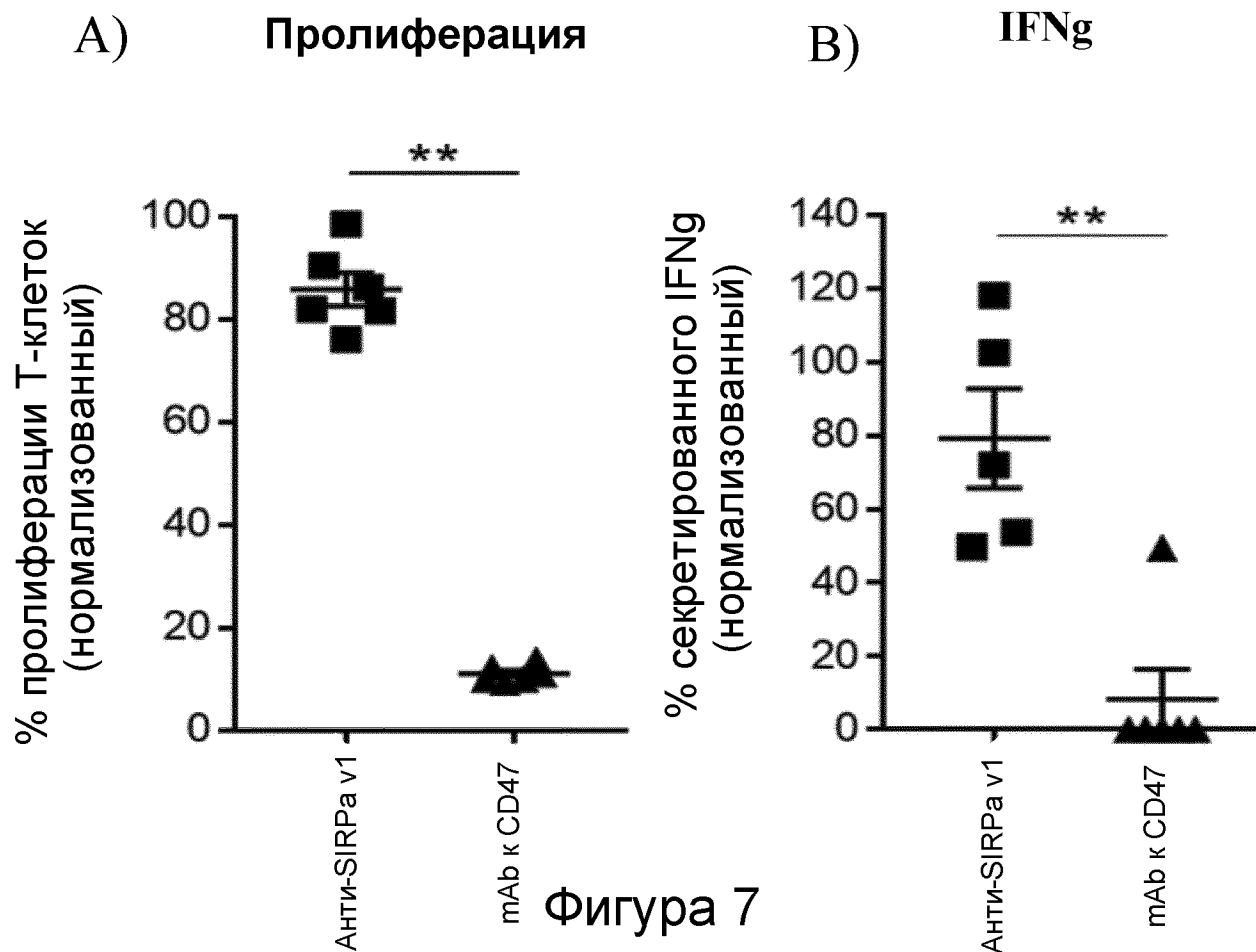 A)
Пролиферация
**
% пролиферации Т-клеток
(нормализованный)
100
80
60
40
20
0
Анти-SIRPa v1
mAb к CD47
B)
IFNg
**
% секретированного IFNg
(нормализованный)
140
120
100
80
60
40
20
0
Анти-SIRPa v1
mAb к CD47
Фигура 7